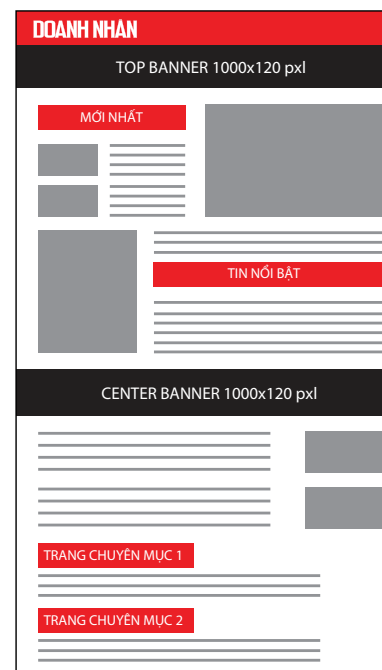 DOANH NHÂN
TOP BANNER 1000x120 pxl
MỚI NHẤT
TIN NỔI BẬT
CENTER BANNER 1000x120 pxl
TRANG CHUYÊN MỤC 1
TRANG CHUYÊN MỤC 2